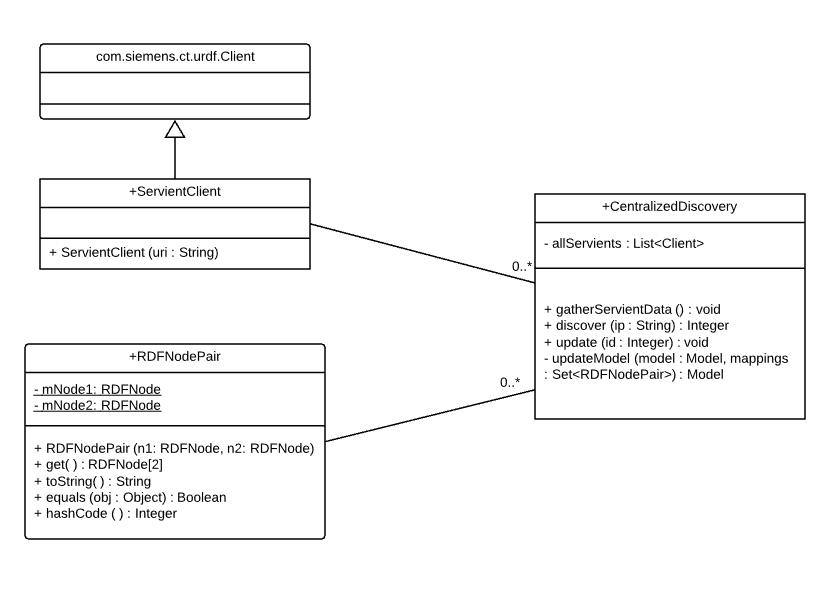 com.siemens.ct.urdf.Client
+ServientClient
+ ServientClient (uri : String)
+CentralizedDiscovery
- allServients : List<Client>
+ gatherServientData () : void
+ discover (ip : String) : Integer
+ update (id : Integer) : void
- updateModel (model : Model, mappings
: Set<RDFNodePair>) : Model
0..*
0..*
+RDFNodePair
- mNode1: RDFNode
- mNode2: RDFNode
+ RDFNodePair (n1: RDFNode, n2: RDFNode)
+ get( ) : RDFNode[2]
+ toString( ) : String
+ equals (obj : Object) : Boolean
+ hashCode ( ) : Integer